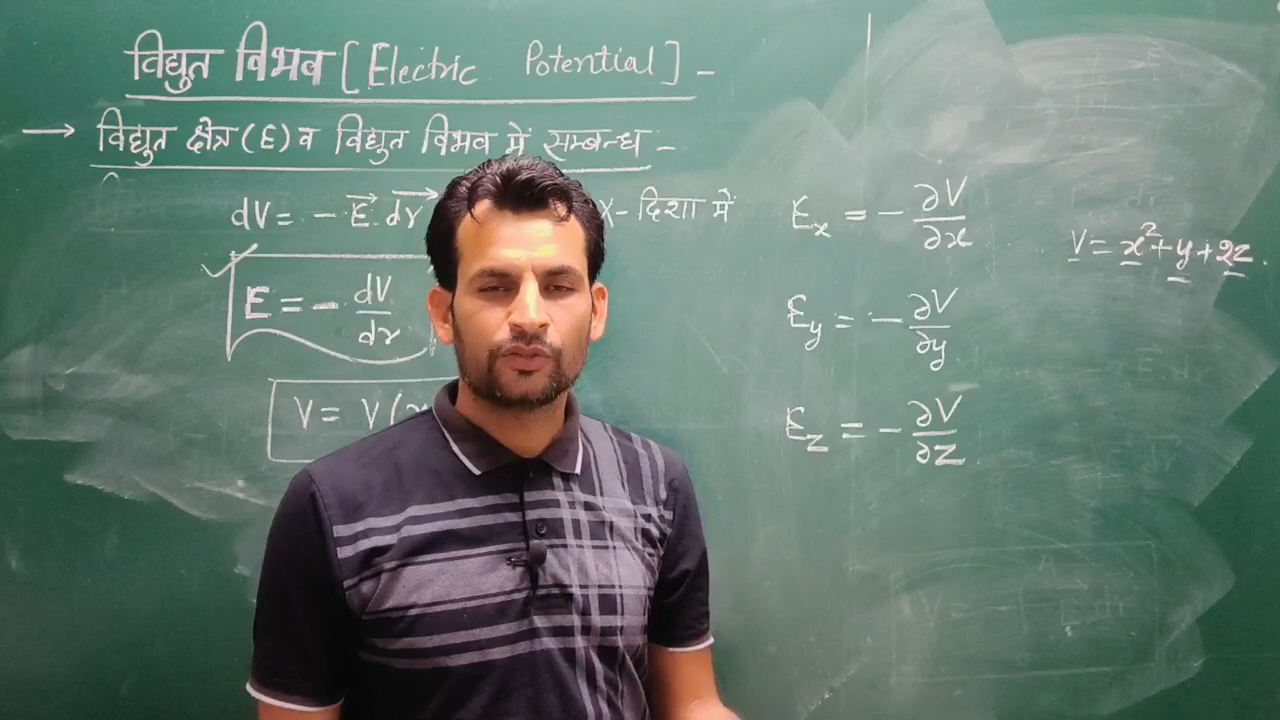 विद्युत विभव [Electric Potential] -
→ विद्युत क्षेत्र (E) व विद्युत विभव में सम्बन्ध -
dV = - E⃗. dr⃗
X - दिशा में
Eₓ = - ∂V/∂x
V = x² + y + 2z.
E = - dV/dr
E_y = - ∂V/∂y
V = V(x
E_z = - ∂V/∂z